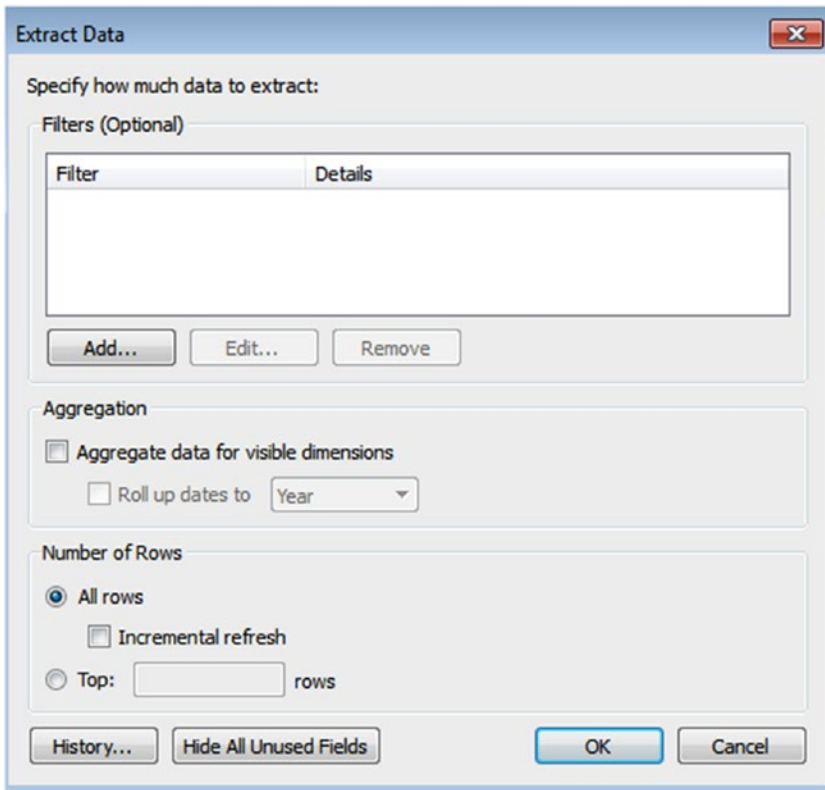 Extract Data
Specify how much data to extract:
Filters (Optional)
Filter Details
Add... Edit... Remove
Aggregation
Aggregate data for visible dimensions
Roll up dates to Year
Number of Rows
All rows
Incremental refresh
Top: rows
History... Hide All Unused Fields OK Cancel